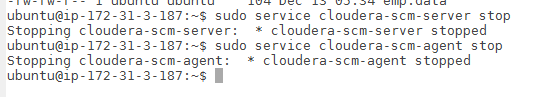 -rw-rw-r-- 1 ubuntu ubuntu    104 Dec 13 05:34 emp.data
ubuntu@ip-172-31-3-187:~$ sudo service cloudera-scm-server stop
Stopping cloudera-scm-server:  * cloudera-scm-server stopped
ubuntu@ip-172-31-3-187:~$ sudo service cloudera-scm-agent stop
Stopping cloudera-scm-agent:  * cloudera-scm-agent stopped
ubuntu@ip-172-31-3-187:~$